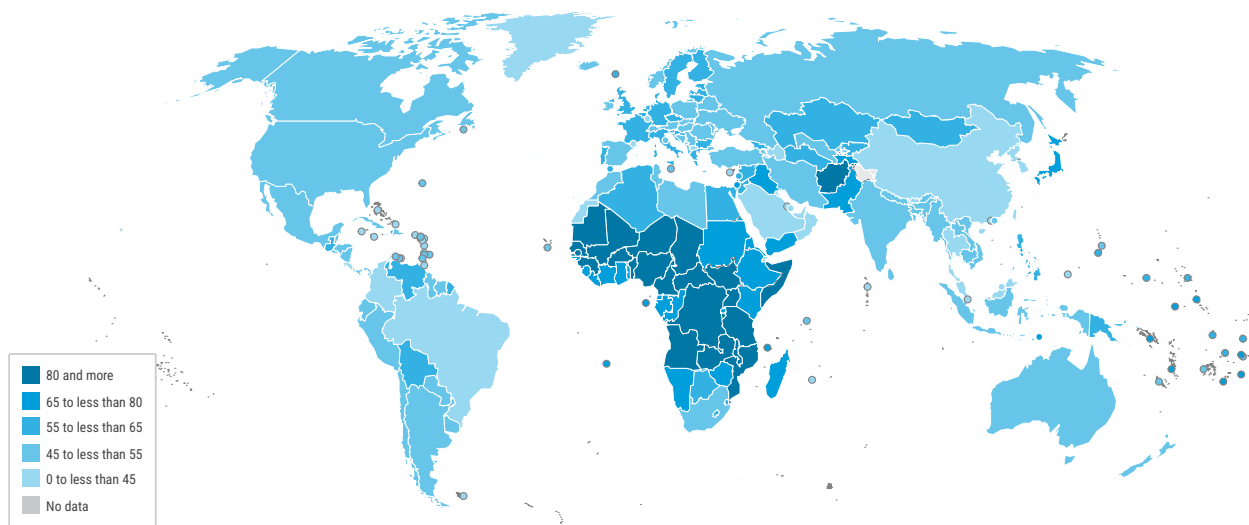 80 and more
65 to less than 80
55 to less than 65
45 to less than 55
0 to less than 45
No data